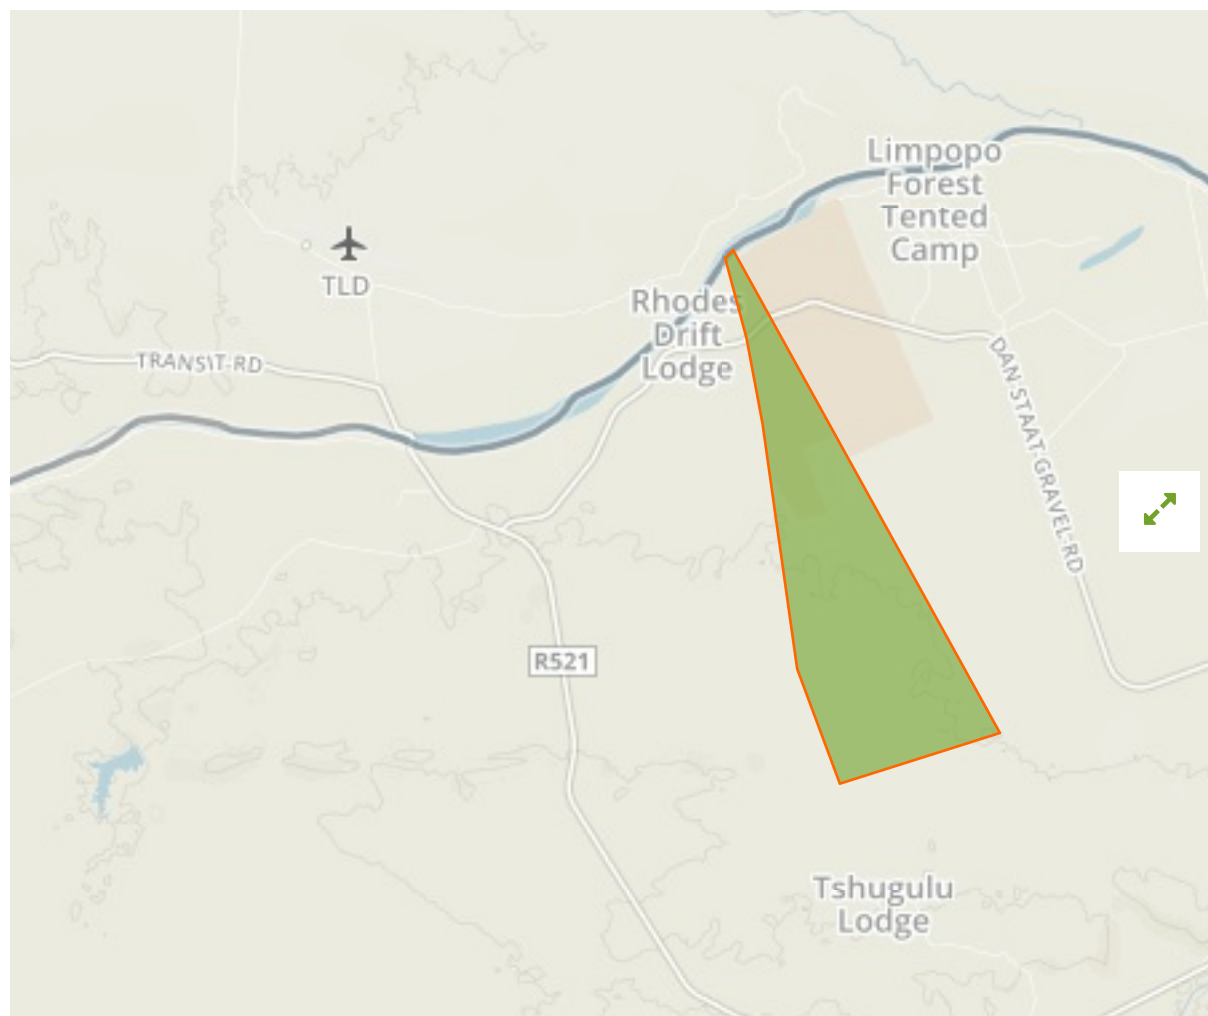 Limpopo
Forest
Tented
Camp
TLD
Rhodes
Drift
Lodge
TRANSIT RD
DAN STAAT GRAVEL RD
R521
Tshugulu
Lodge